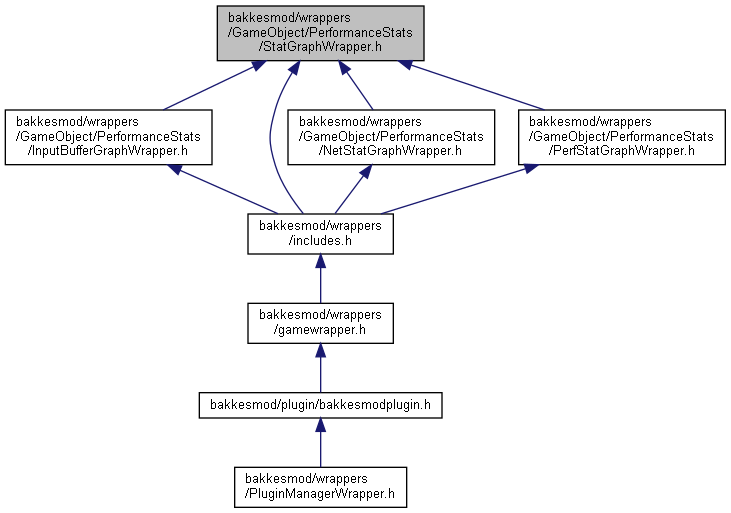 bakkesmod/wrappers
/GameObject/PerformanceStats
/StatGraphWrapper.h
bakkesmod/wrappers
/GameObject/PerformanceStats
/InputBufferGraphWrapper.h
bakkesmod/wrappers
/GameObject/PerformanceStats
/NetStatGraphWrapper.h
bakkesmod/wrappers
/GameObject/PerformanceStats
/PerfStatGraphWrapper.h
bakkesmod/wrappers
/includes.h
bakkesmod/wrappers
/gamewrapper.h
bakkesmod/plugin/bakkesmodplugin.h
bakkesmod/wrappers
/PluginManagerWrapper.h